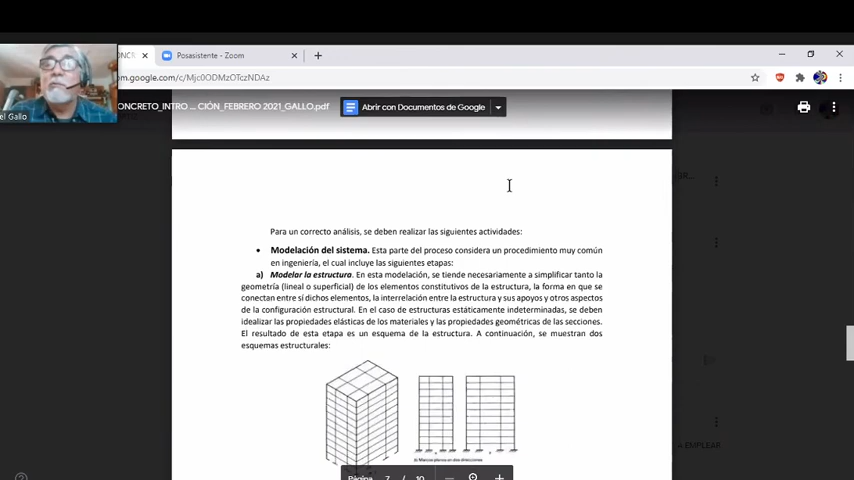 Posasistente - Zoom
om.google.com/c/Mjc0ODMzOTczNDAz
ONCRETO_INTRO ... CIÓN_FEBRERO 2021_GALLO.pdf
Abrir con Documentos de Google
el Gallo
Para un correcto análisis, se deben realizar las siguientes actividades:
• Modelación del sistema. Esta parte del proceso considera un procedimiento muy común
en ingeniería, el cual incluye las siguientes etapas:
a) Modelar la estructura. En esta modelación, se tiende necesariamente a simplificar tanto la
geometría (lineal o superficial) de los elementos constitutivos de la estructura, la forma en que se
conectan entre sí dichos elementos, la interrelación entre la estructura y sus apoyos y otros aspectos
de la configuración estructural. En el caso de estructuras estáticamente indeterminadas, se deben
idealizar las propiedades elásticas de los materiales y las propiedades geométricas de las secciones.
El resultado de esta etapa es un esquema de la estructura. A continuación, se muestran dos
esquemas estructurales:
A EMPLEAR
b) Marcos planos en dos direcciones
Página 7 / 10